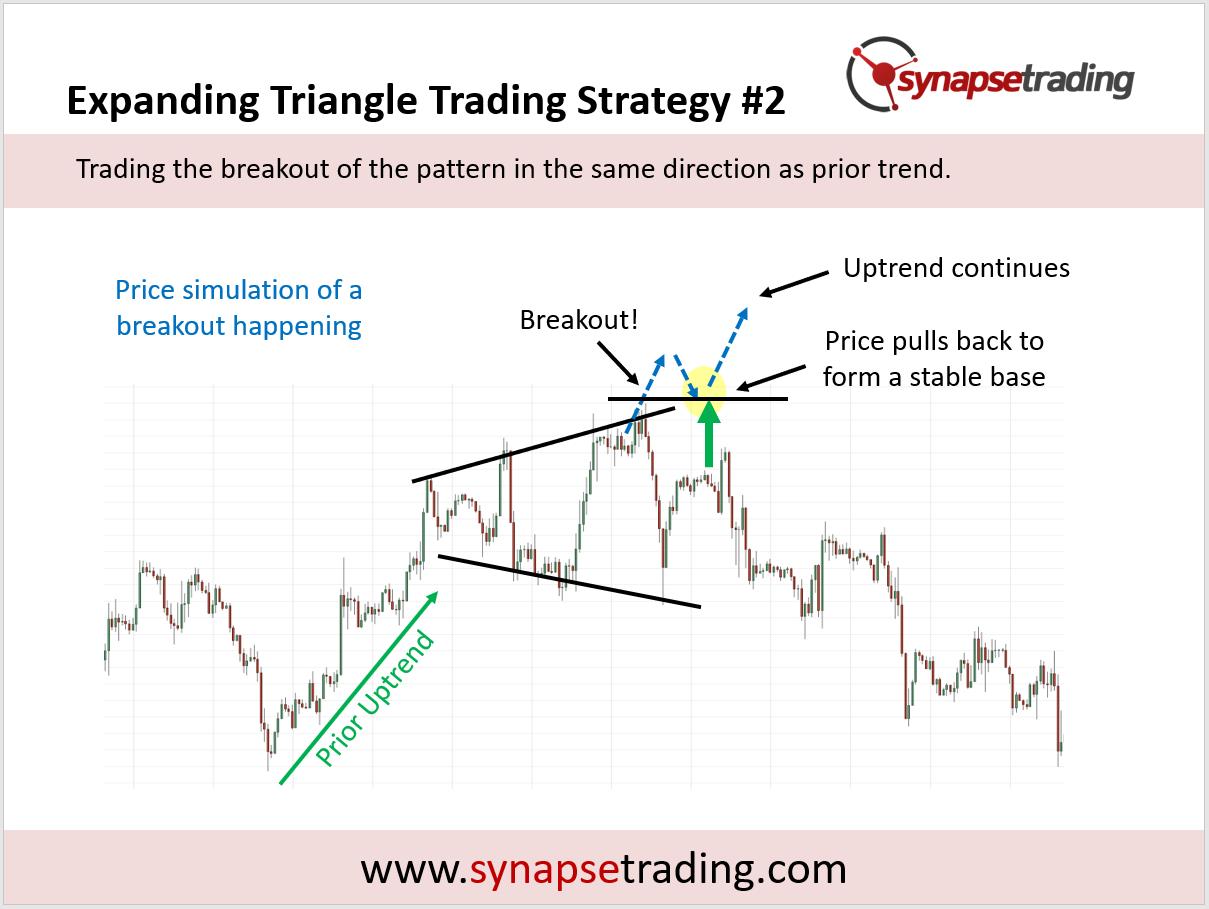 synapsetrading
Expanding Triangle Trading Strategy #2
Trading the breakout of the pattern in the same direction as prior trend.
Price simulation of a
breakout happening
Breakout!
Uptrend continues
Price pulls back to
form a stable base
Prior Uptrend
www.synapsetrading.com